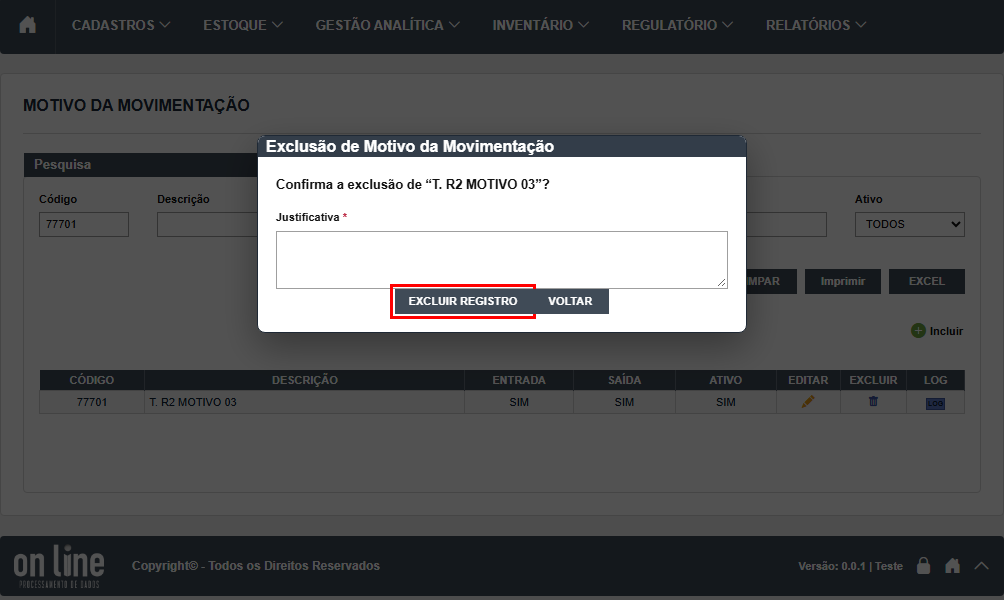 CADASTROS ESTOQUE GESTÃO ANALÍTICA INVENTÁRIO REGULATÓRIO RELATÓRIOS
MOTIVO DA MOVIMENTAÇÃO
Exclusão de Motivo da Movimentação
Pesquisa
Confirma a exclusão de “T. R2 MOTIVO 03”?
Código Descrição Ativo
Justificativa *
77701 TODOS
Imprimir EXCEL
EXCLUIR REGISTRO VOLTAR
Incluir
CÓDIGO DESCRIÇÃO ENTRADA SAÍDA ATIVO EDITAR EXCLUIR LOG
77701 T. R2 MOTIVO 03 SIM SIM SIM LOG
on line
PROCESSAMENTO DE DADOS
Copyright© - Todos os Direitos Reservados
Versão: 0.0.1 | Teste